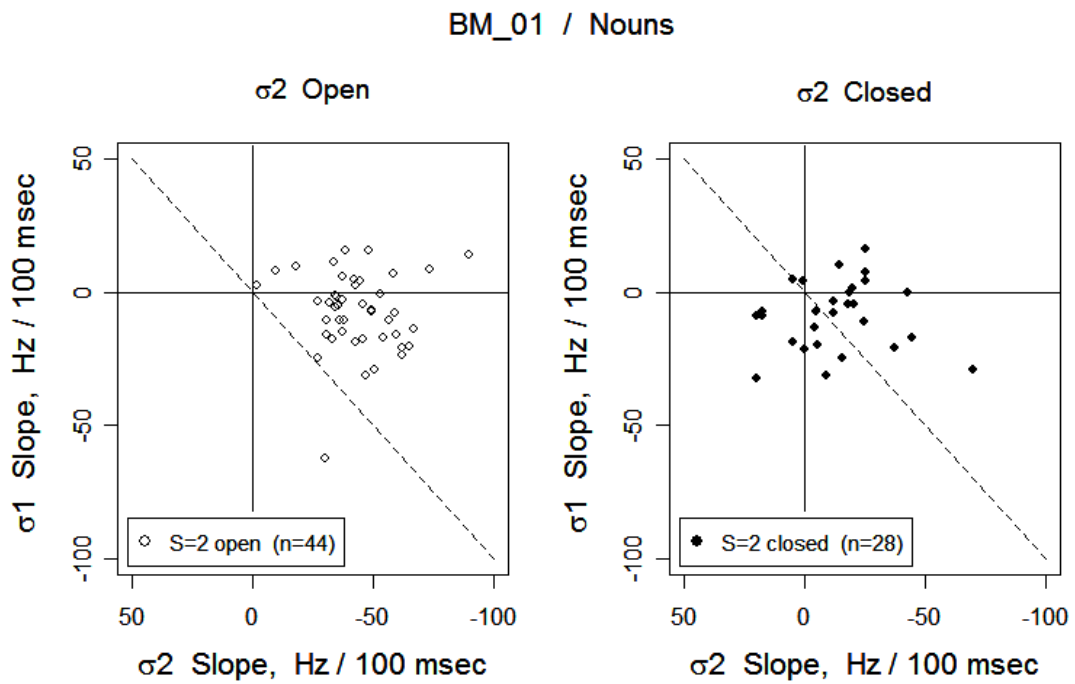 BM_01 / Nouns
σ2 Open
50
0
-50
-100
σ1 Slope, Hz / 100 msec
S=2 open (n=44)
50 0 -50 -100
σ2 Slope, Hz / 100 msec
σ2 Closed
50
0
-50
-100
σ1 Slope, Hz / 100 msec
S=2 closed (n=28)
50 0 -50 -100
σ2 Slope, Hz / 100 msec